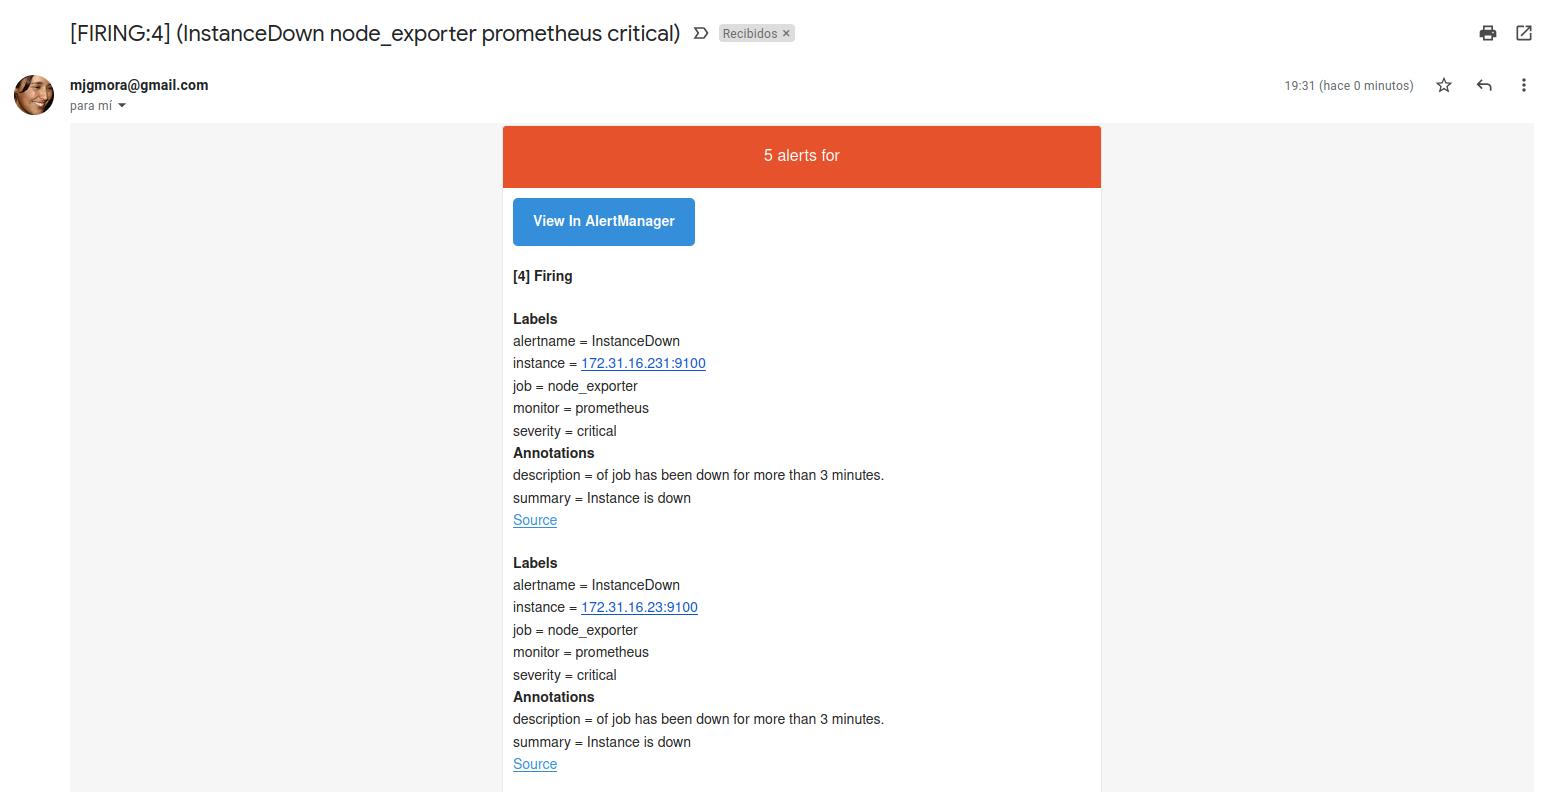 [FIRING:4] (InstanceDown node_exporter prometheus critical) Recibidos ×
mjgmora@gmail.com 19:31 (hace 0 minutos)
para mí
5 alerts for
View In AlertManager
[4] Firing
Labels
alertname = InstanceDown
instance = 172.31.16.231:9100
job = node_exporter
monitor = prometheus
severity = critical
Annotations
description = of job has been down for more than 3 minutes.
summary = Instance is down
Source
Labels
alertname = InstanceDown
instance = 172.31.16.23:9100
job = node_exporter
monitor = prometheus
severity = critical
Annotations
description = of job has been down for more than 3 minutes.
summary = Instance is down
Source